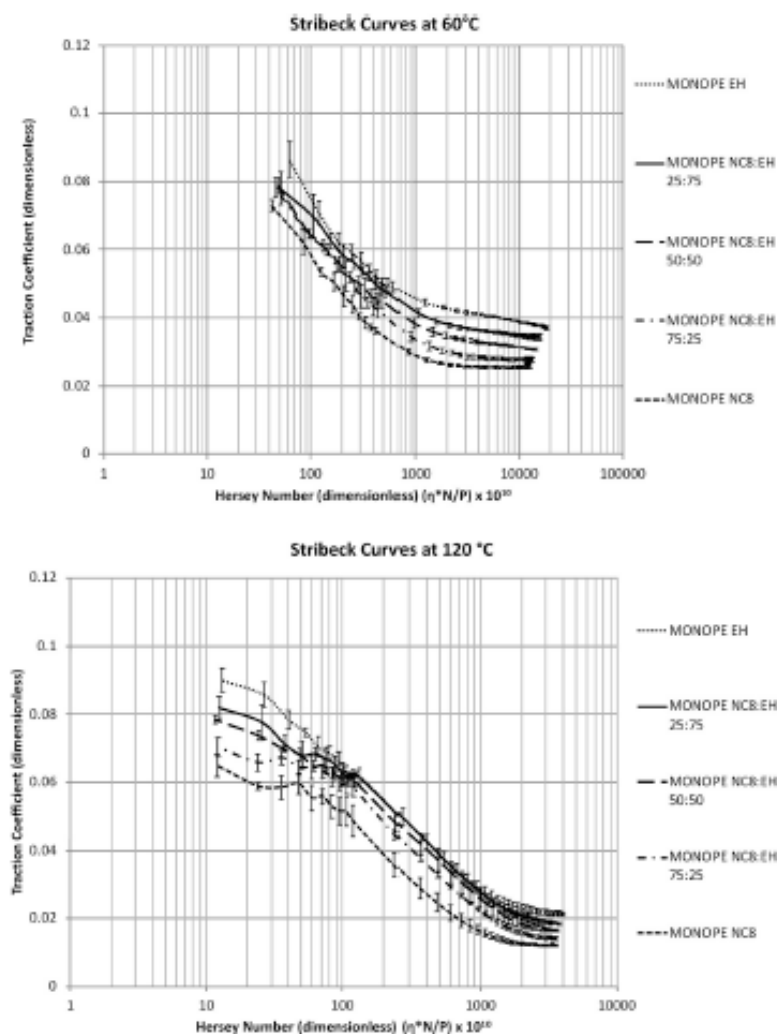 Stribeck Curves at 60°C
0.12
0.1
0.08
0.06
0.04
0.02
0
Traction Coefficient (dimensionless)
1
10
100
1000
10000
100000
Hersey Number (dimensionless) (η*N/P) x 10¹⁰
MONOPE EH
MONOPE NC8:EH
25:75
MONOPE NC8:EH
50:50
MONOPE NC8:EH
75:25
MONOPE NC8
Stribeck Curves at 120 °C
0.12
0.1
0.08
0.06
0.04
0.02
0
Traction Coefficient (dimensionless)
1
10
100
1000
10000
Hersey Number (dimensionless) (η*N/P) x 10¹⁰
MONOPE EH
MONOPE NC8:EH
25:75
MONOPE NC8:EH
50:50
MONOPE NC8:EH
75:25
MONOPE NC8